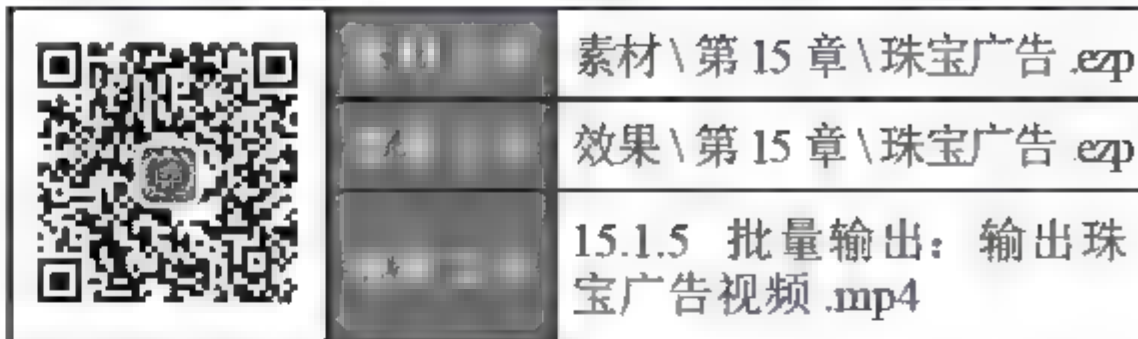 素材\第 15 章\珠宝广告 .ezp
效果\第 15 章\珠宝广告 .ezp
15.1.5 批量输出：输出珠
宝广告视频 .mp4